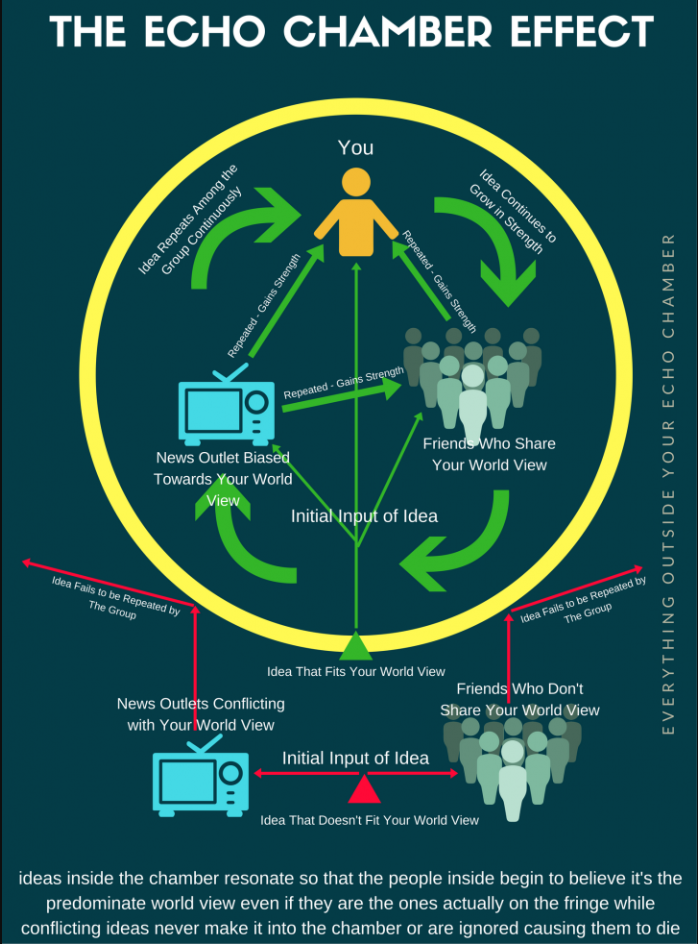 THE ECHO CHAMBER EFFECT
You
Idea Repeats Among the
Group Continuously
Idea Continues to
Grow in Strength
Repeated - Gains Strength
Repeated - Gains Strength
Repeated - Gains Strength
News Outlet Biased
Towards Your World
View
Friends Who Share
Your World View
Initial Input of Idea
EVERYTHING OUTSIDE YOUR ECHO CHAMBER
Idea Fails to be Repeated by
The Group
Idea Fails to be Repeated by
The Group
Idea That Fits Your World View
News Outlets Conflicting
with Your World View
Friends Who Don't
Share Your World View
Initial Input of Idea
Idea That Doesn't Fit Your World View
ideas inside the chamber resonate so that the people inside begin to believe it's the
predominate world view even if they are the ones actually on the fringe while
conflicting ideas never make it into the chamber or are ignored causing them to die